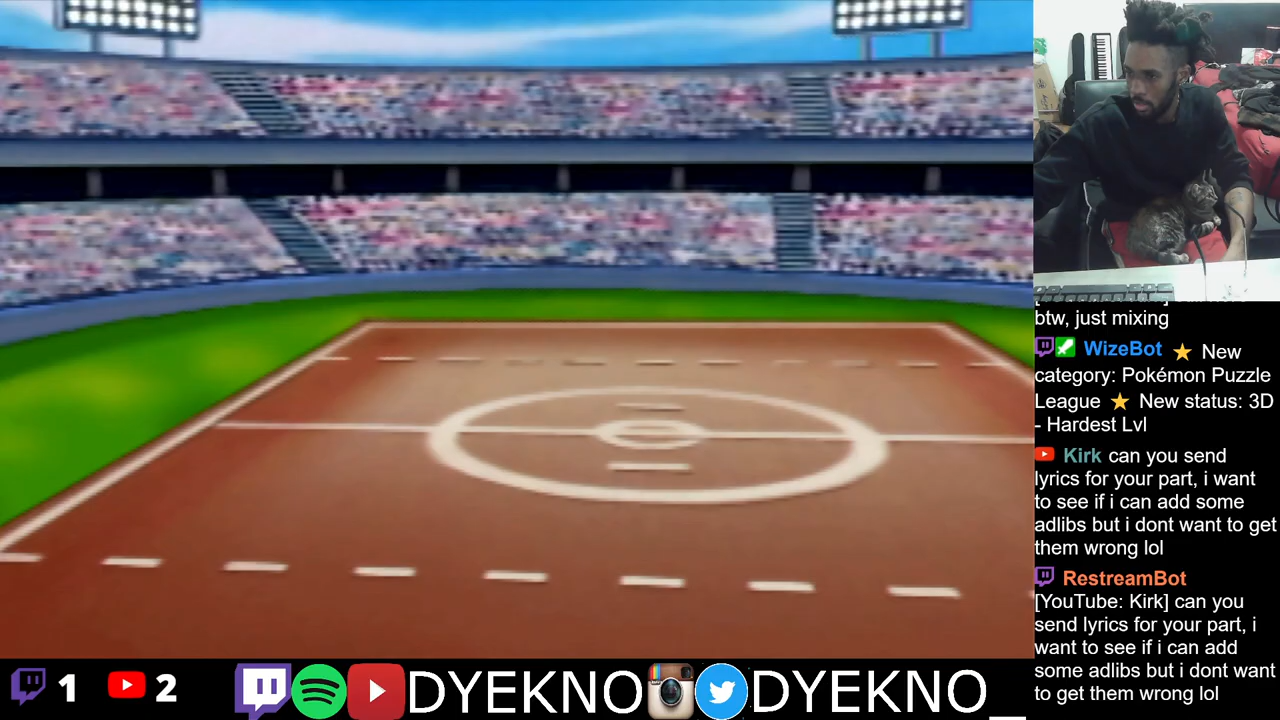 btw, just mixing
WizeBot ⭐ New
category: Pokémon Puzzle
League ⭐ New status: 3D
- Hardest Lvl
Kirk can you send
lyrics for your part, i want
to see if i can add some
adlibs but i dont want to get
them wrong lol
RestreamBot
[YouTube: Kirk] can you
send lyrics for your part, i
want to see if i can add
some adlibs but i dont want
to get them wrong lol
1 2 DYEKNO DYEKNO_